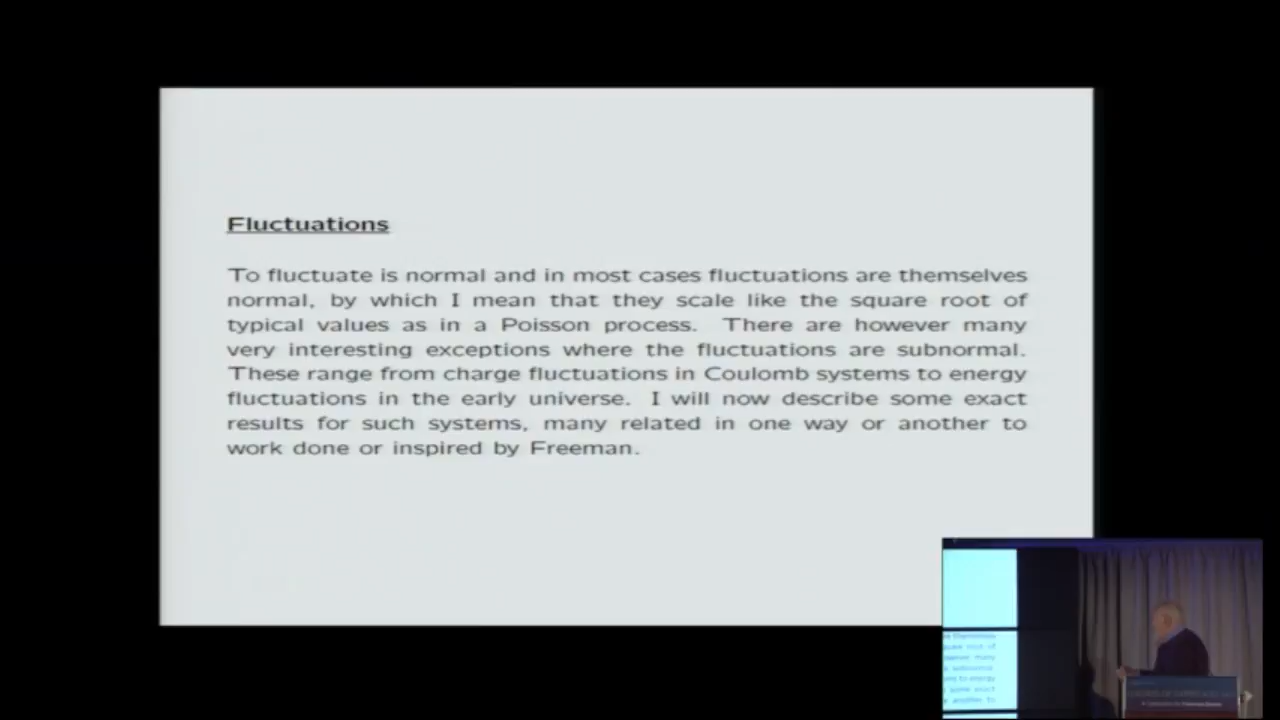 Fluctuations
To fluctuate is normal and in most cases fluctuations are themselves
normal, by which I mean that they scale like the square root of
typical values as in a Poisson process. There are however many
very interesting exceptions where the fluctuations are subnormal.
These range from charge fluctuations in Coulomb systems to energy
fluctuations in the early universe. I will now describe some exact
results for such systems, many related in one way or another to
work done or inspired by Freeman.